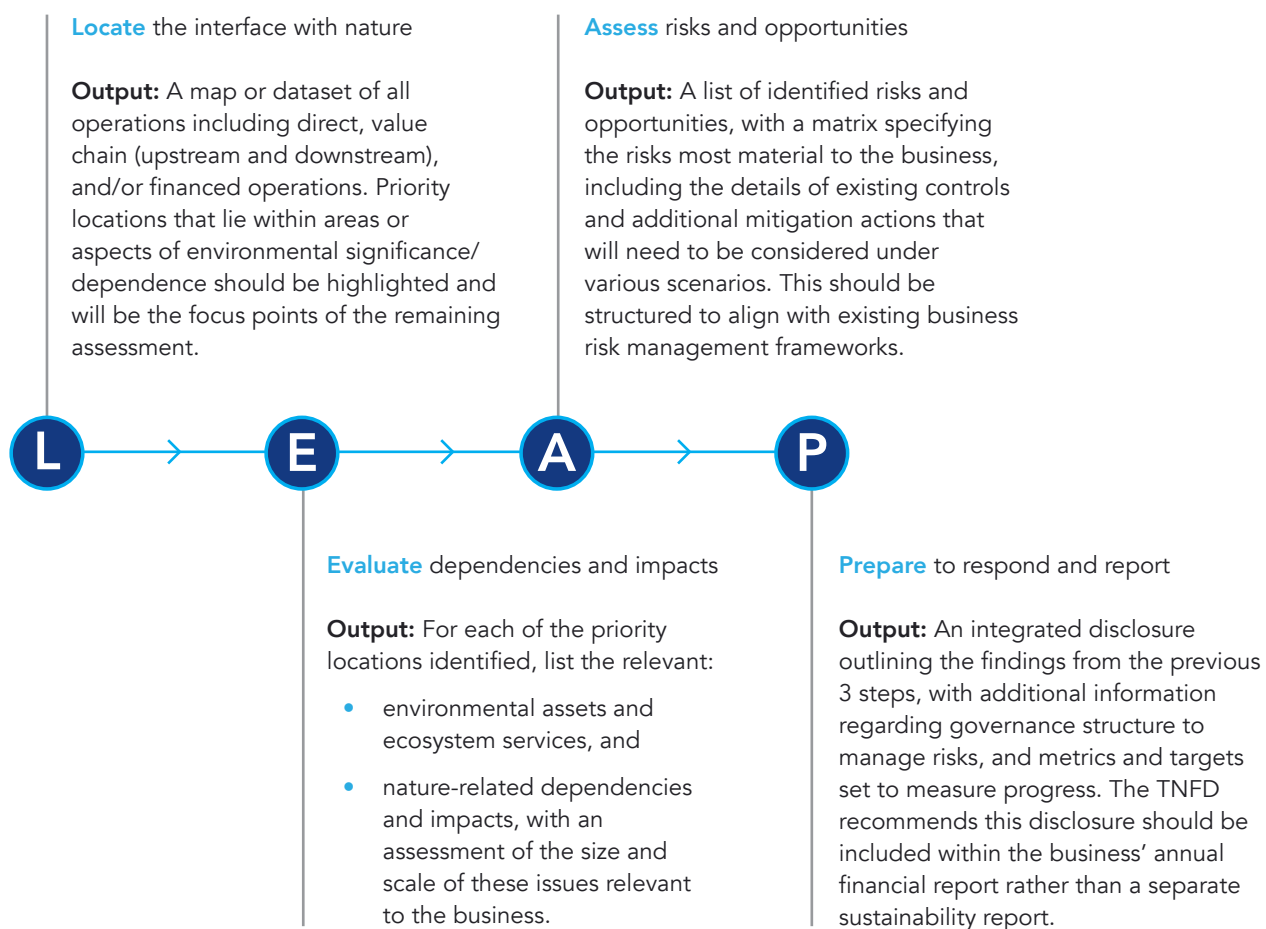 Locate the interface with nature
Output: A map or dataset of all
operations including direct, value
chain (upstream and downstream),
and/or financed operations. Priority
locations that lie within areas or
aspects of environmental significance/
dependence should be highlighted and
will be the focus points of the remaining
assessment.
Assess risks and opportunities
Output: A list of identified risks and
opportunities, with a matrix specifying
the risks most material to the business,
including the details of existing controls
and additional mitigation actions that
will need to be considered under
various scenarios. This should be
structured to align with existing business
risk management frameworks.
L
E
A
P
Evaluate dependencies and impacts
Output: For each of the priority
locations identified, list the relevant:
• environmental assets and
ecosystem services, and
• nature-related dependencies
and impacts, with an
assessment of the size and
scale of these issues relevant
to the business.
Prepare to respond and report
Output: An integrated disclosure
outlining the findings from the previous
3 steps, with additional information
regarding governance structure to
manage risks, and metrics and targets
set to measure progress. The TNFD
recommends this disclosure should be
included within the business’ annual
financial report rather than a separate
sustainability report.